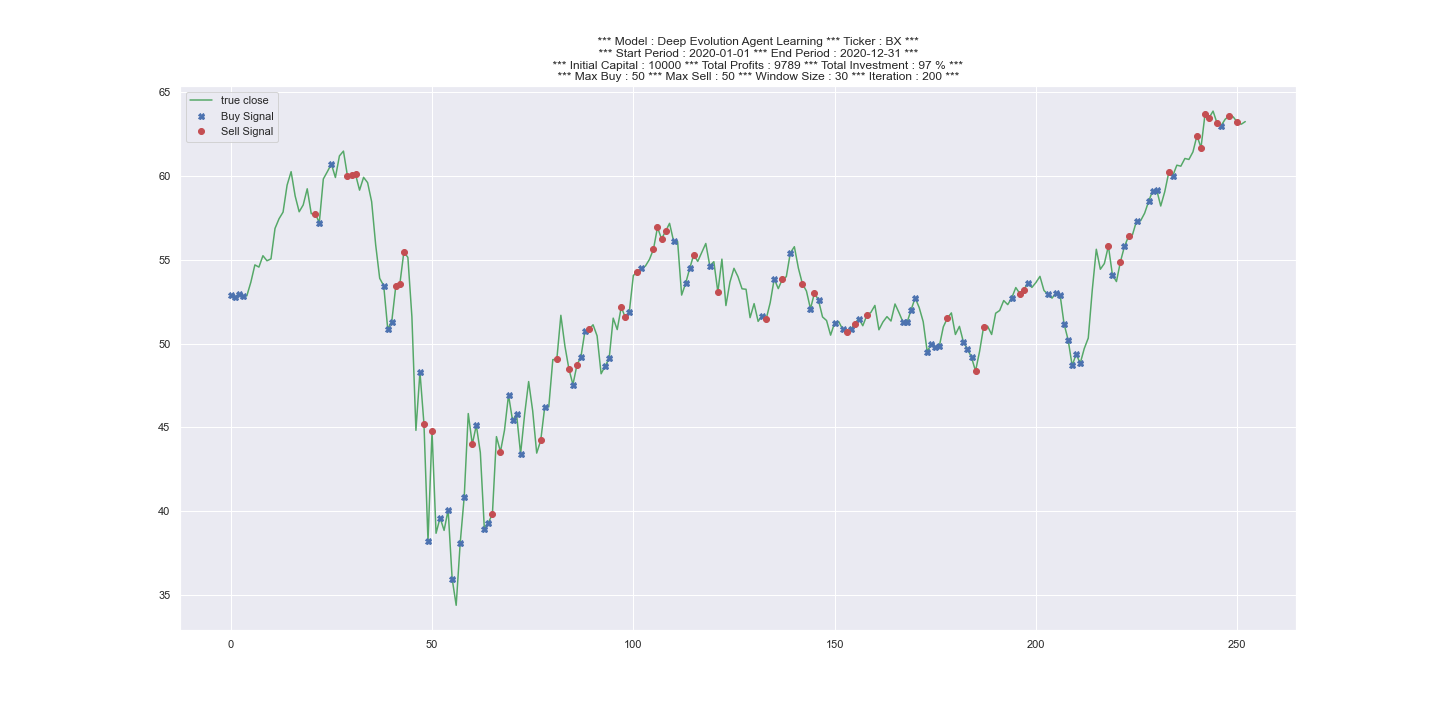 *** Model : Deep Evolution Agent Learning *** Ticker : BX ***
*** Start Period : 2020-01-01 *** End Period : 2020-12-31 ***
*** Initial Capital : 10000 *** Total Profits : 9789 *** Total Investment : 97 % ***
*** Max Buy : 50 *** Max Sell : 50 *** Window Size : 30 *** Iteration : 200 ***
true close
Buy Signal
Sell Signal
65
60
55
50
45
40
35
0 50 100 150 200 250